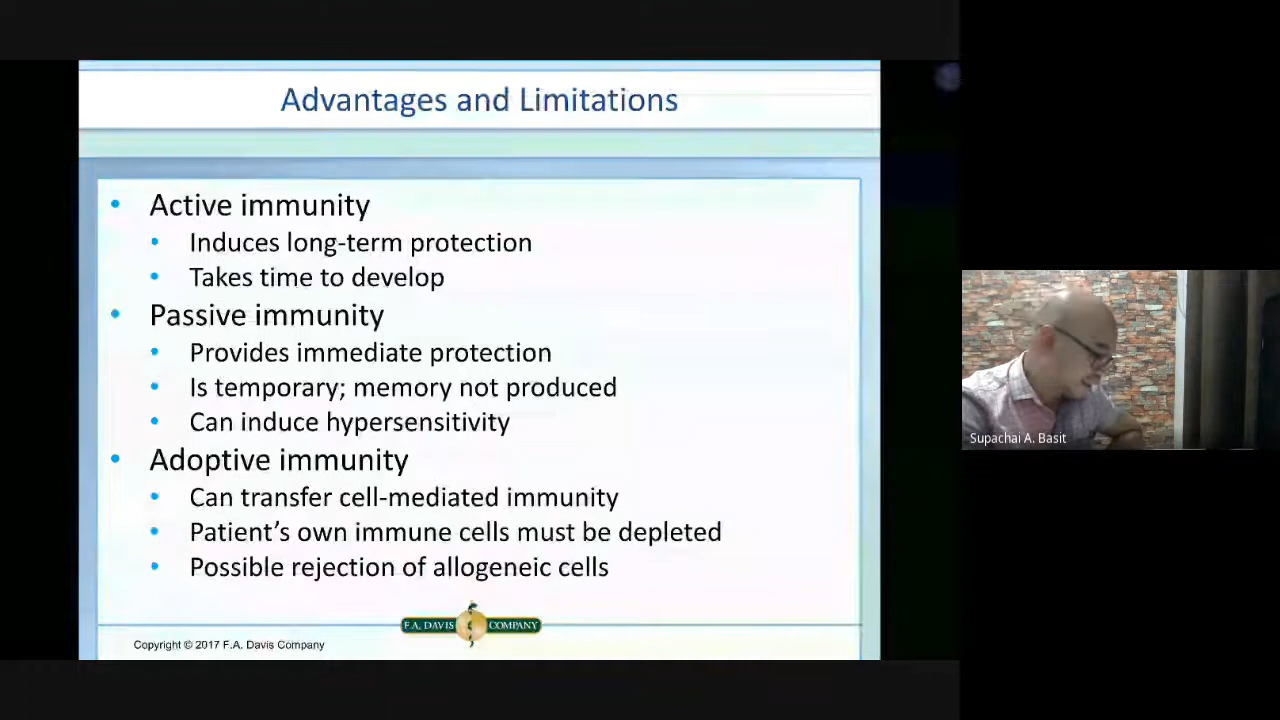 Advantages and Limitations
Active immunity
Induces long-term protection
Takes time to develop
Passive immunity
Provides immediate protection
Is temporary; memory not produced
Can induce hypersensitivity
Adoptive immunity
Can transfer cell-mediated immunity
Patient’s own immune cells must be depleted
Possible rejection of allogeneic cells
F.A. DAVIS COMPANY
Copyright © 2017 F.A. Davis Company
Supachai A. Basit